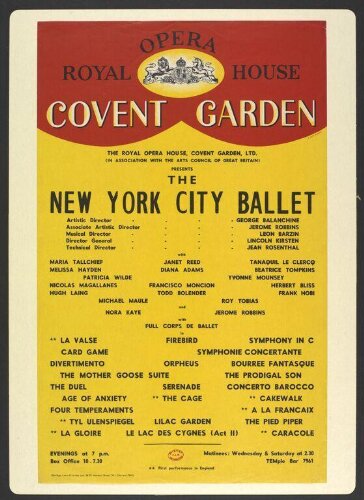 OPERA
ROYAL HOUSE
COVENT GARDEN
THE ROYAL OPERA HOUSE, COVENT GARDEN, LTD.
(IN ASSOCIATION WITH THE ARTS COUNCIL OF GREAT BRITAIN)
PRESENTS
THE
NEW YORK CITY BALLET
Artistic Director - - - - GEORGE BALANCHINE
Associate Artistic Director - - - - JEROME ROBBINS
Musical Director - - - - LEON BARZIN
Director General - - - - LINCOLN KIRSTEN
Technical Director - - - - JEAN ROSENTHAL
with
MARIA TALLCHIEF JANET REED TANAQUIL LE CLERCQ
MELISSA HAYDEN DIANA ADAMS BEATRICE TOMPKINS
PATRICIA WILDE YVONNE MOUNSEY
NICOLAS MAGALLANES FRANCISCO MONCION HERBERT BLISS
HUGH LAING TODD BOLENDER FRANK HOBI
MICHAEL MAULE ROY TOBIAS
and
NORA KAYE JEROME ROBBINS
with
FULL CORPS DE BALLET
in
** LA VALSE FIREBIRD SYMPHONY IN C
CARD GAME SYMPHONIE CONCERTANTE
DIVERTIMENTO ORPHEUS BOURREE FANTASQUE
THE MOTHER GOOSE SUITE THE PRODIGAL SON
THE DUEL SERENADE CONCERTO BAROCCO
AGE OF ANXIETY ** THE CAGE ** CAKEWALK
FOUR TEMPERAMENTS ** A LA FRANCAIX
** TYL ULENSPIEGEL LILAC GARDEN THE PIED PIPER
** LA GLOIRE LE LAC DES CYGNES (Act II) ** CARACOLE
EVENINGS at 7 p.m. Matinees: Wednesday & Saturday at 2.30
Box Office 10 - 7.30 TEMple Bar 7961
** First performance in England